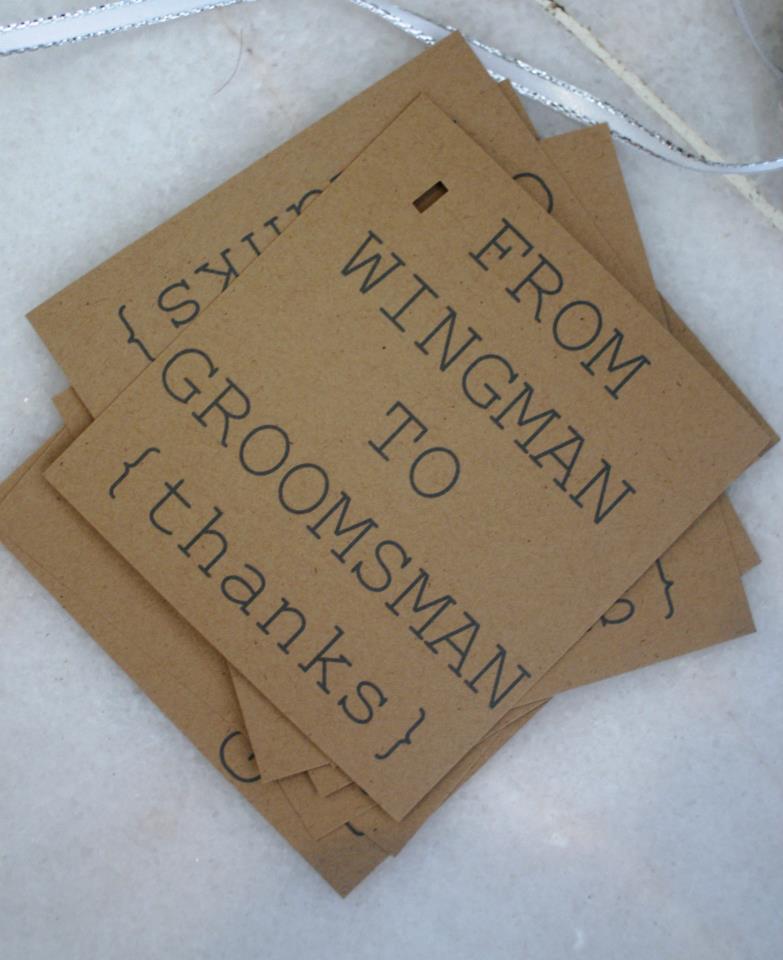 FROM
WINGMAN
TO
GROOMSMAN
{thanks}